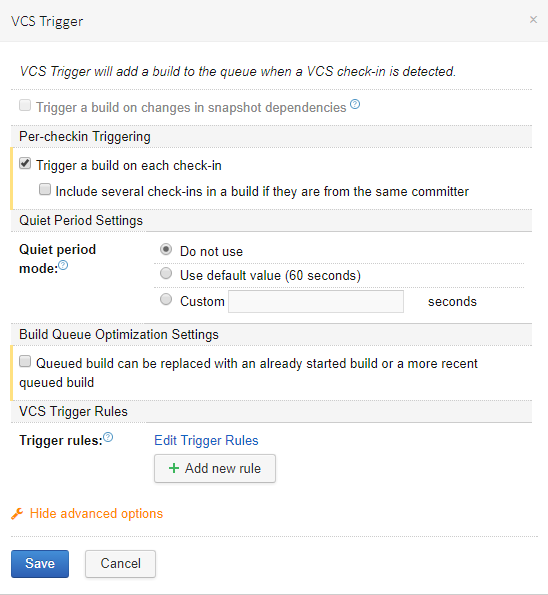 VCS Trigger
×
VCS Trigger will add a build to the queue when a VCS check-in is detected.
Trigger a build on changes in snapshot dependencies ?
Per-checkin Triggering
Trigger a build on each check-in
Include several check-ins in a build if they are from the same committer
Quiet Period Settings
Quiet period
mode: ?
Do not use
Use default value (60 seconds)
Custom seconds
Build Queue Optimization Settings
Queued build can be replaced with an already started build or a more recent
queued build
VCS Trigger Rules
Trigger rules: ? Edit Trigger Rules
+ Add new rule
Hide advanced options
Save Cancel